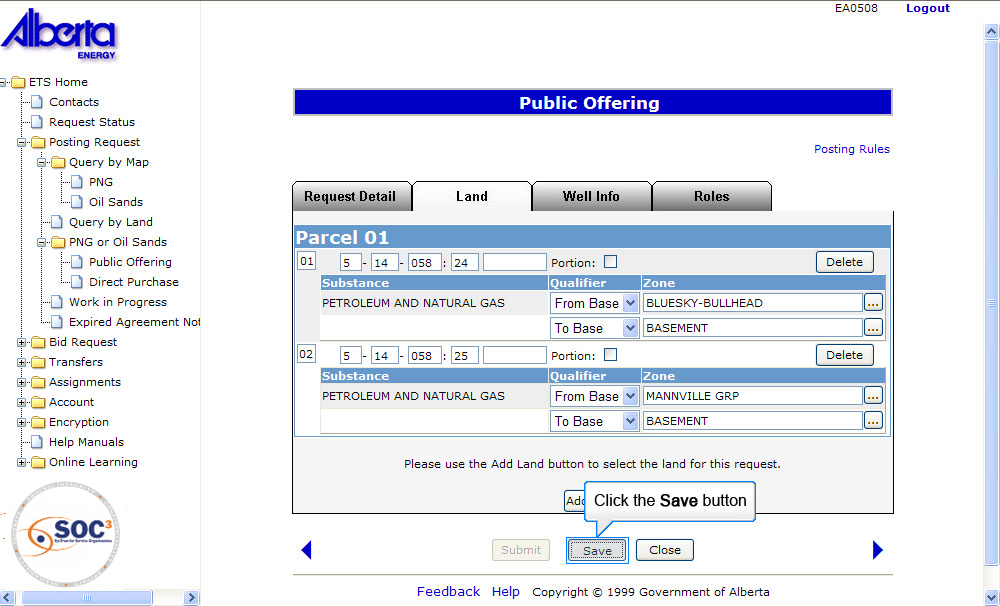 EA0508 Logout
Alberta
ENERGY
ETS Home
Contacts
Request Status
Posting Request
Query by Map
PNG
Oil Sands
Query by Land
PNG or Oil Sands
Public Offering
Direct Purchase
Work in Progress
Expired Agreement Not
Bid Request
Transfers
Assignments
Account
Encryption
Help Manuals
Online Learning
SOC3
Public Offering
Posting Rules
Request Detail Land Well Info Roles
Parcel 01
01 5 - 14 - 058 : 24 Portion: Delete
Substance Qualifier Zone
PETROLEUM AND NATURAL GAS From Base BLUESKY-BULLHEAD ...
To Base BASEMENT ...
02 5 - 14 - 058 : 25 Portion: Delete
Substance Qualifier Zone
PETROLEUM AND NATURAL GAS From Base MANNVILLE GRP ...
To Base BASEMENT ...
Please use the Add Land button to select the land for this request.
Add
Click the Save button
Submit Save Close
Feedback Help Copyright © 1999 Government of Alberta